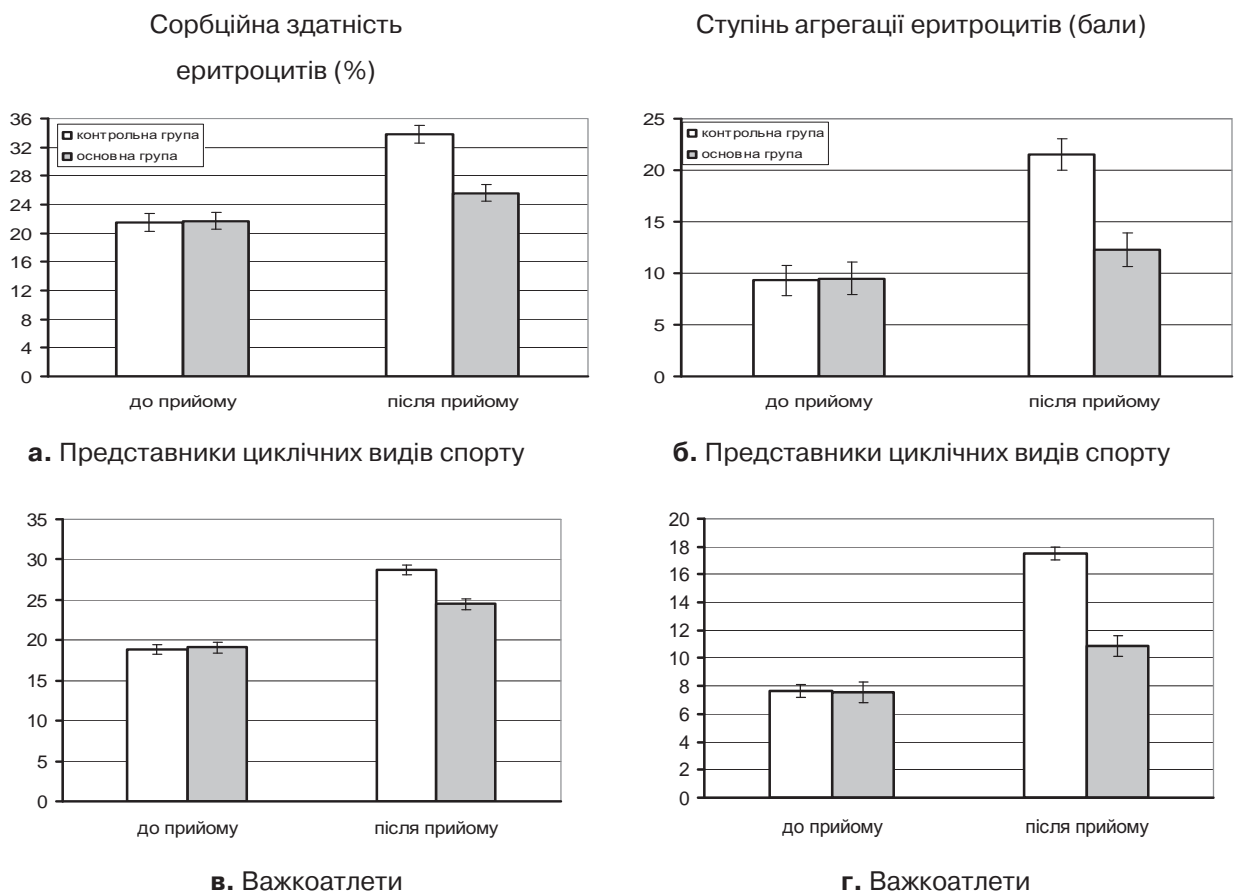 Сорбційна здатність
еритроцитів (%)
Ступінь агрегації еритроцитів (бали)
36
32
28
24
20
16
12
8
4
0
контрольна група
основна група
до прийому
після прийому
25
20
15
10
5
0
контрольна група
основна група
до прийому
після прийому
а. Представники циклічних видів спорту
б. Представники циклічних видів спорту
35
30
25
20
15
10
5
0
до прийому
після прийому
20
18
16
14
12
10
8
6
4
2
0
до прийому
після прийому
в. Важкоатлети
г. Важкоатлети